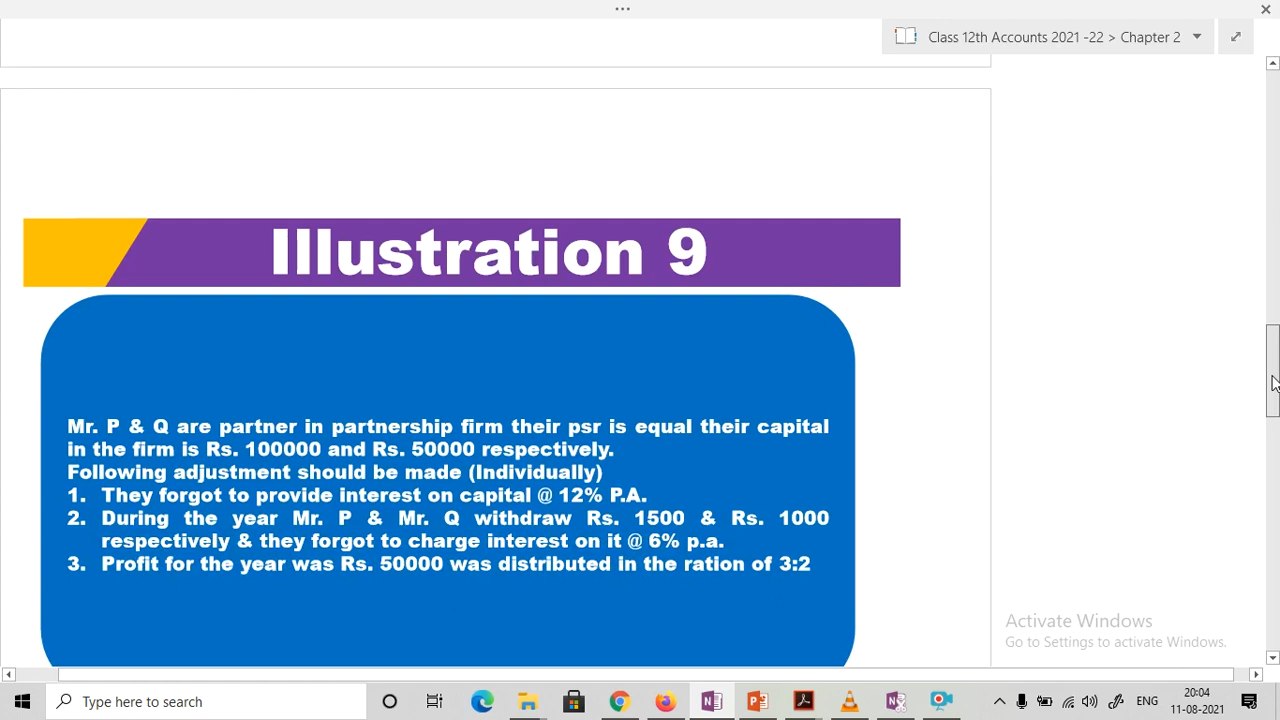 Class 12th Accounts 2021 -22 > Chapter 2
Illustration 9
Mr. P & Q are partner in partnership firm their psr is equal their capital
in the firm is Rs. 100000 and Rs. 50000 respectively.
Following adjustment should be made (Individually)
1. They forgot to provide interest on capital @ 12% P.A.
2. During the year Mr. P & Mr. Q withdraw Rs. 1500 & Rs. 1000
respectively & they forgot to charge interest on it @ 6% p.a.
3. Profit for the year was Rs. 50000 was distributed in the ration of 3:2
Activate Windows
Go to Settings to activate Windows.
Type here to search
ENG
20:04
11-08-2021